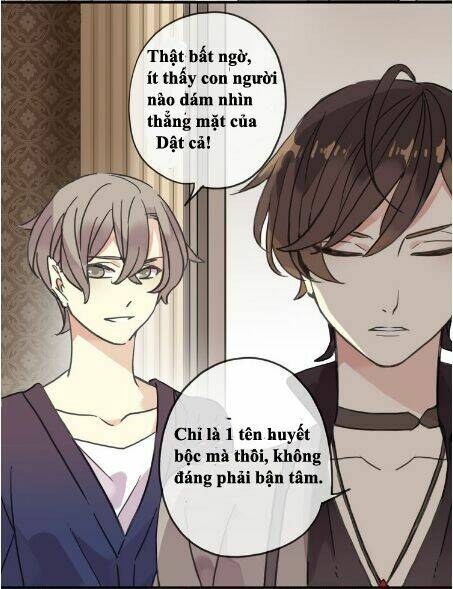 Thật bất ngờ,
ít thấy con người
nào dám nhìn
thẳng mặt của
Dật cả!
Chỉ là 1 tên huyết
bộc mà thôi, không
đáng phải bận tâm.